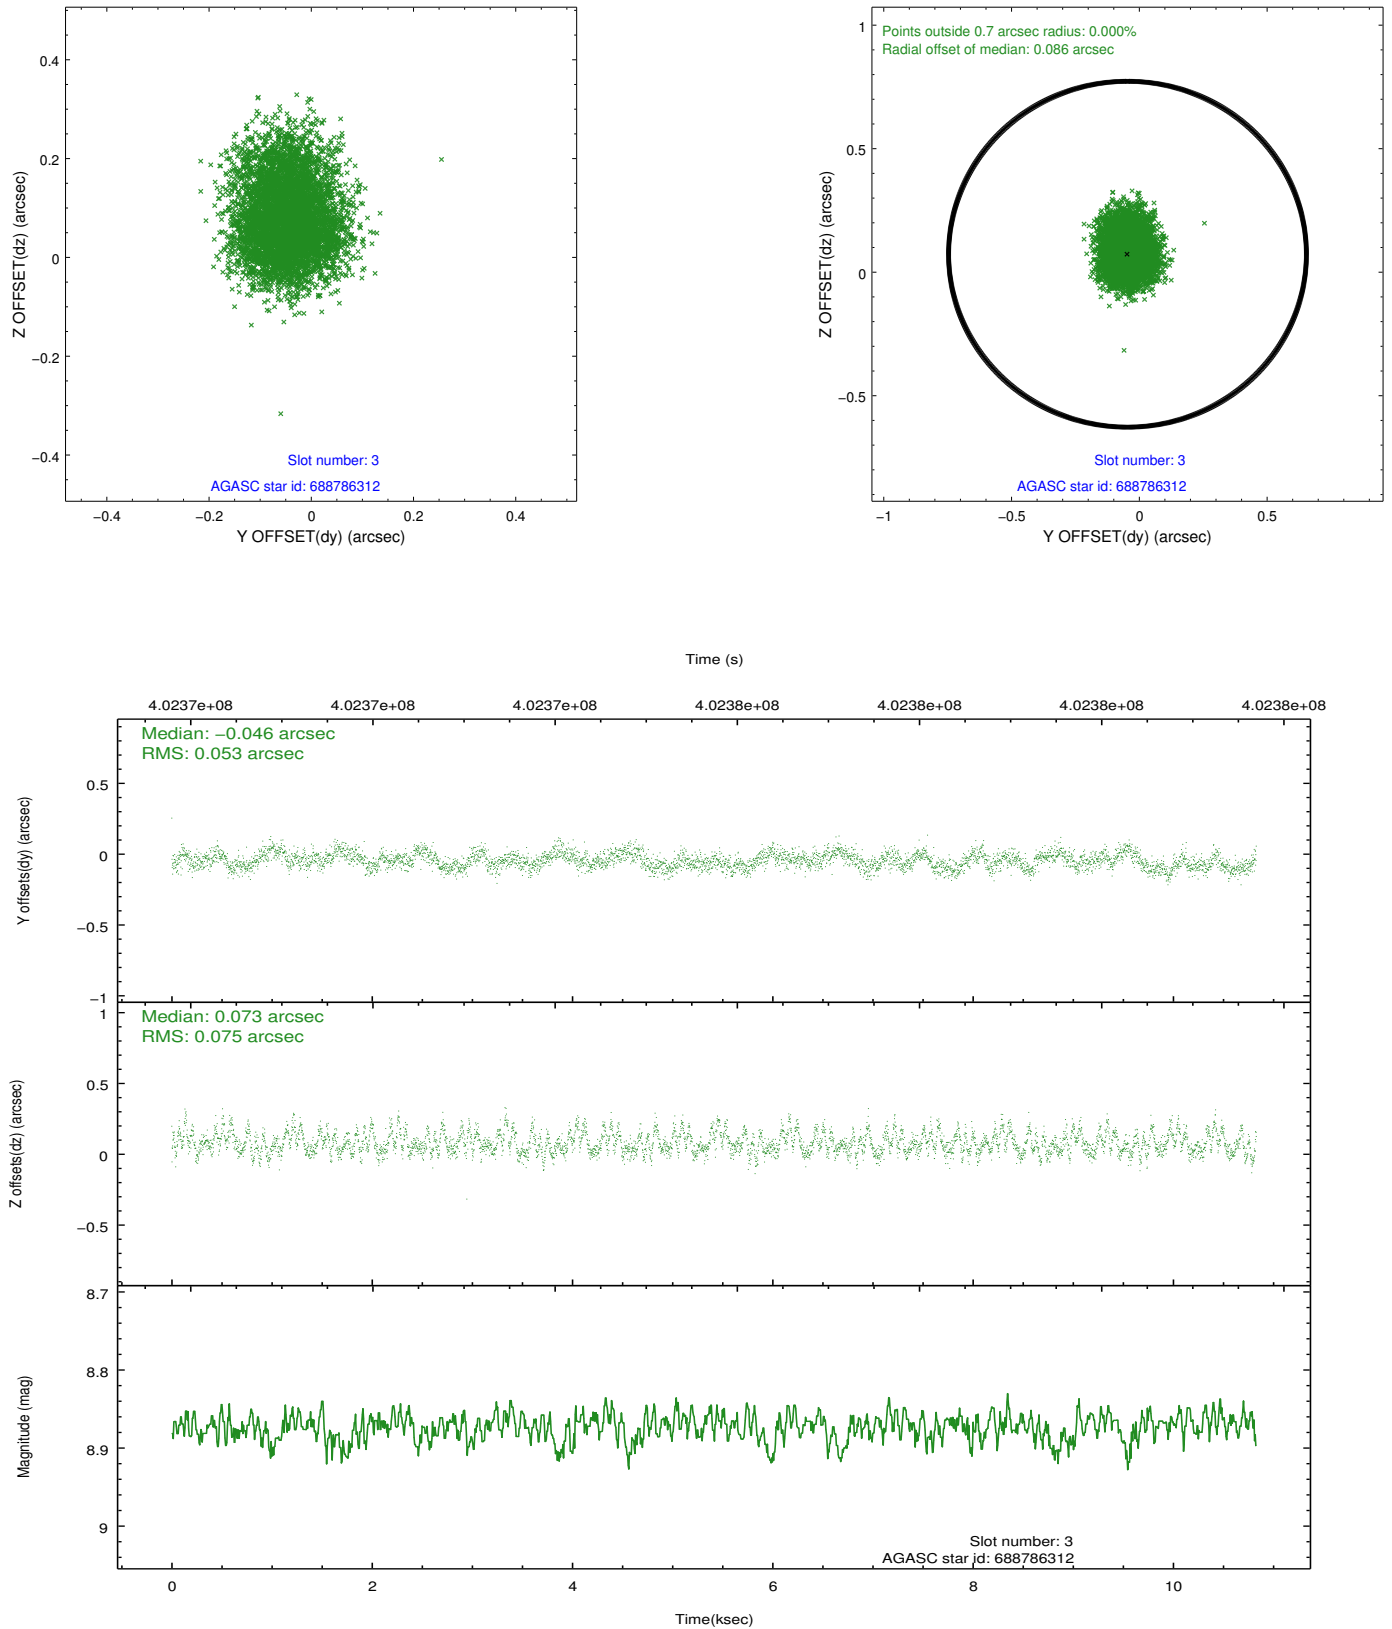 0.4
0.2
0
−0.2
−0.4
Z OFFSET(dz) (arcsec)
Slot number: 3
AGASC star id: 688786312
−0.4 −0.2 0 0.2 0.4
Y OFFSET(dy) (arcsec)
Points outside 0.7 arcsec radius: 0.000%
Radial offset of median: 0.086 arcsec
1
0.5
0
−0.5
Z OFFSET(dz) (arcsec)
Slot number: 3
AGASC star id: 688786312
−1 −0.5 0 0.5
Y OFFSET(dy) (arcsec)
Time (s)
4.0237e+08 4.0237e+08 4.0237e+08 4.0238e+08 4.0238e+08 4.0238e+08 4.0238e+08
Median: −0.046 arcsec
RMS: 0.053 arcsec
0.5
0
−0.5
−1
Y offsets(dy) (arcsec)
Median: 0.073 arcsec
RMS: 0.075 arcsec
1
0.5
0
−0.5
Z offsets(dz) (arcsec)
8.7
8.8
8.9
9
Magnitude (mag)
Slot number: 3
AGASC star id: 688786312
0 2 4 6 8 10
Time(ksec)